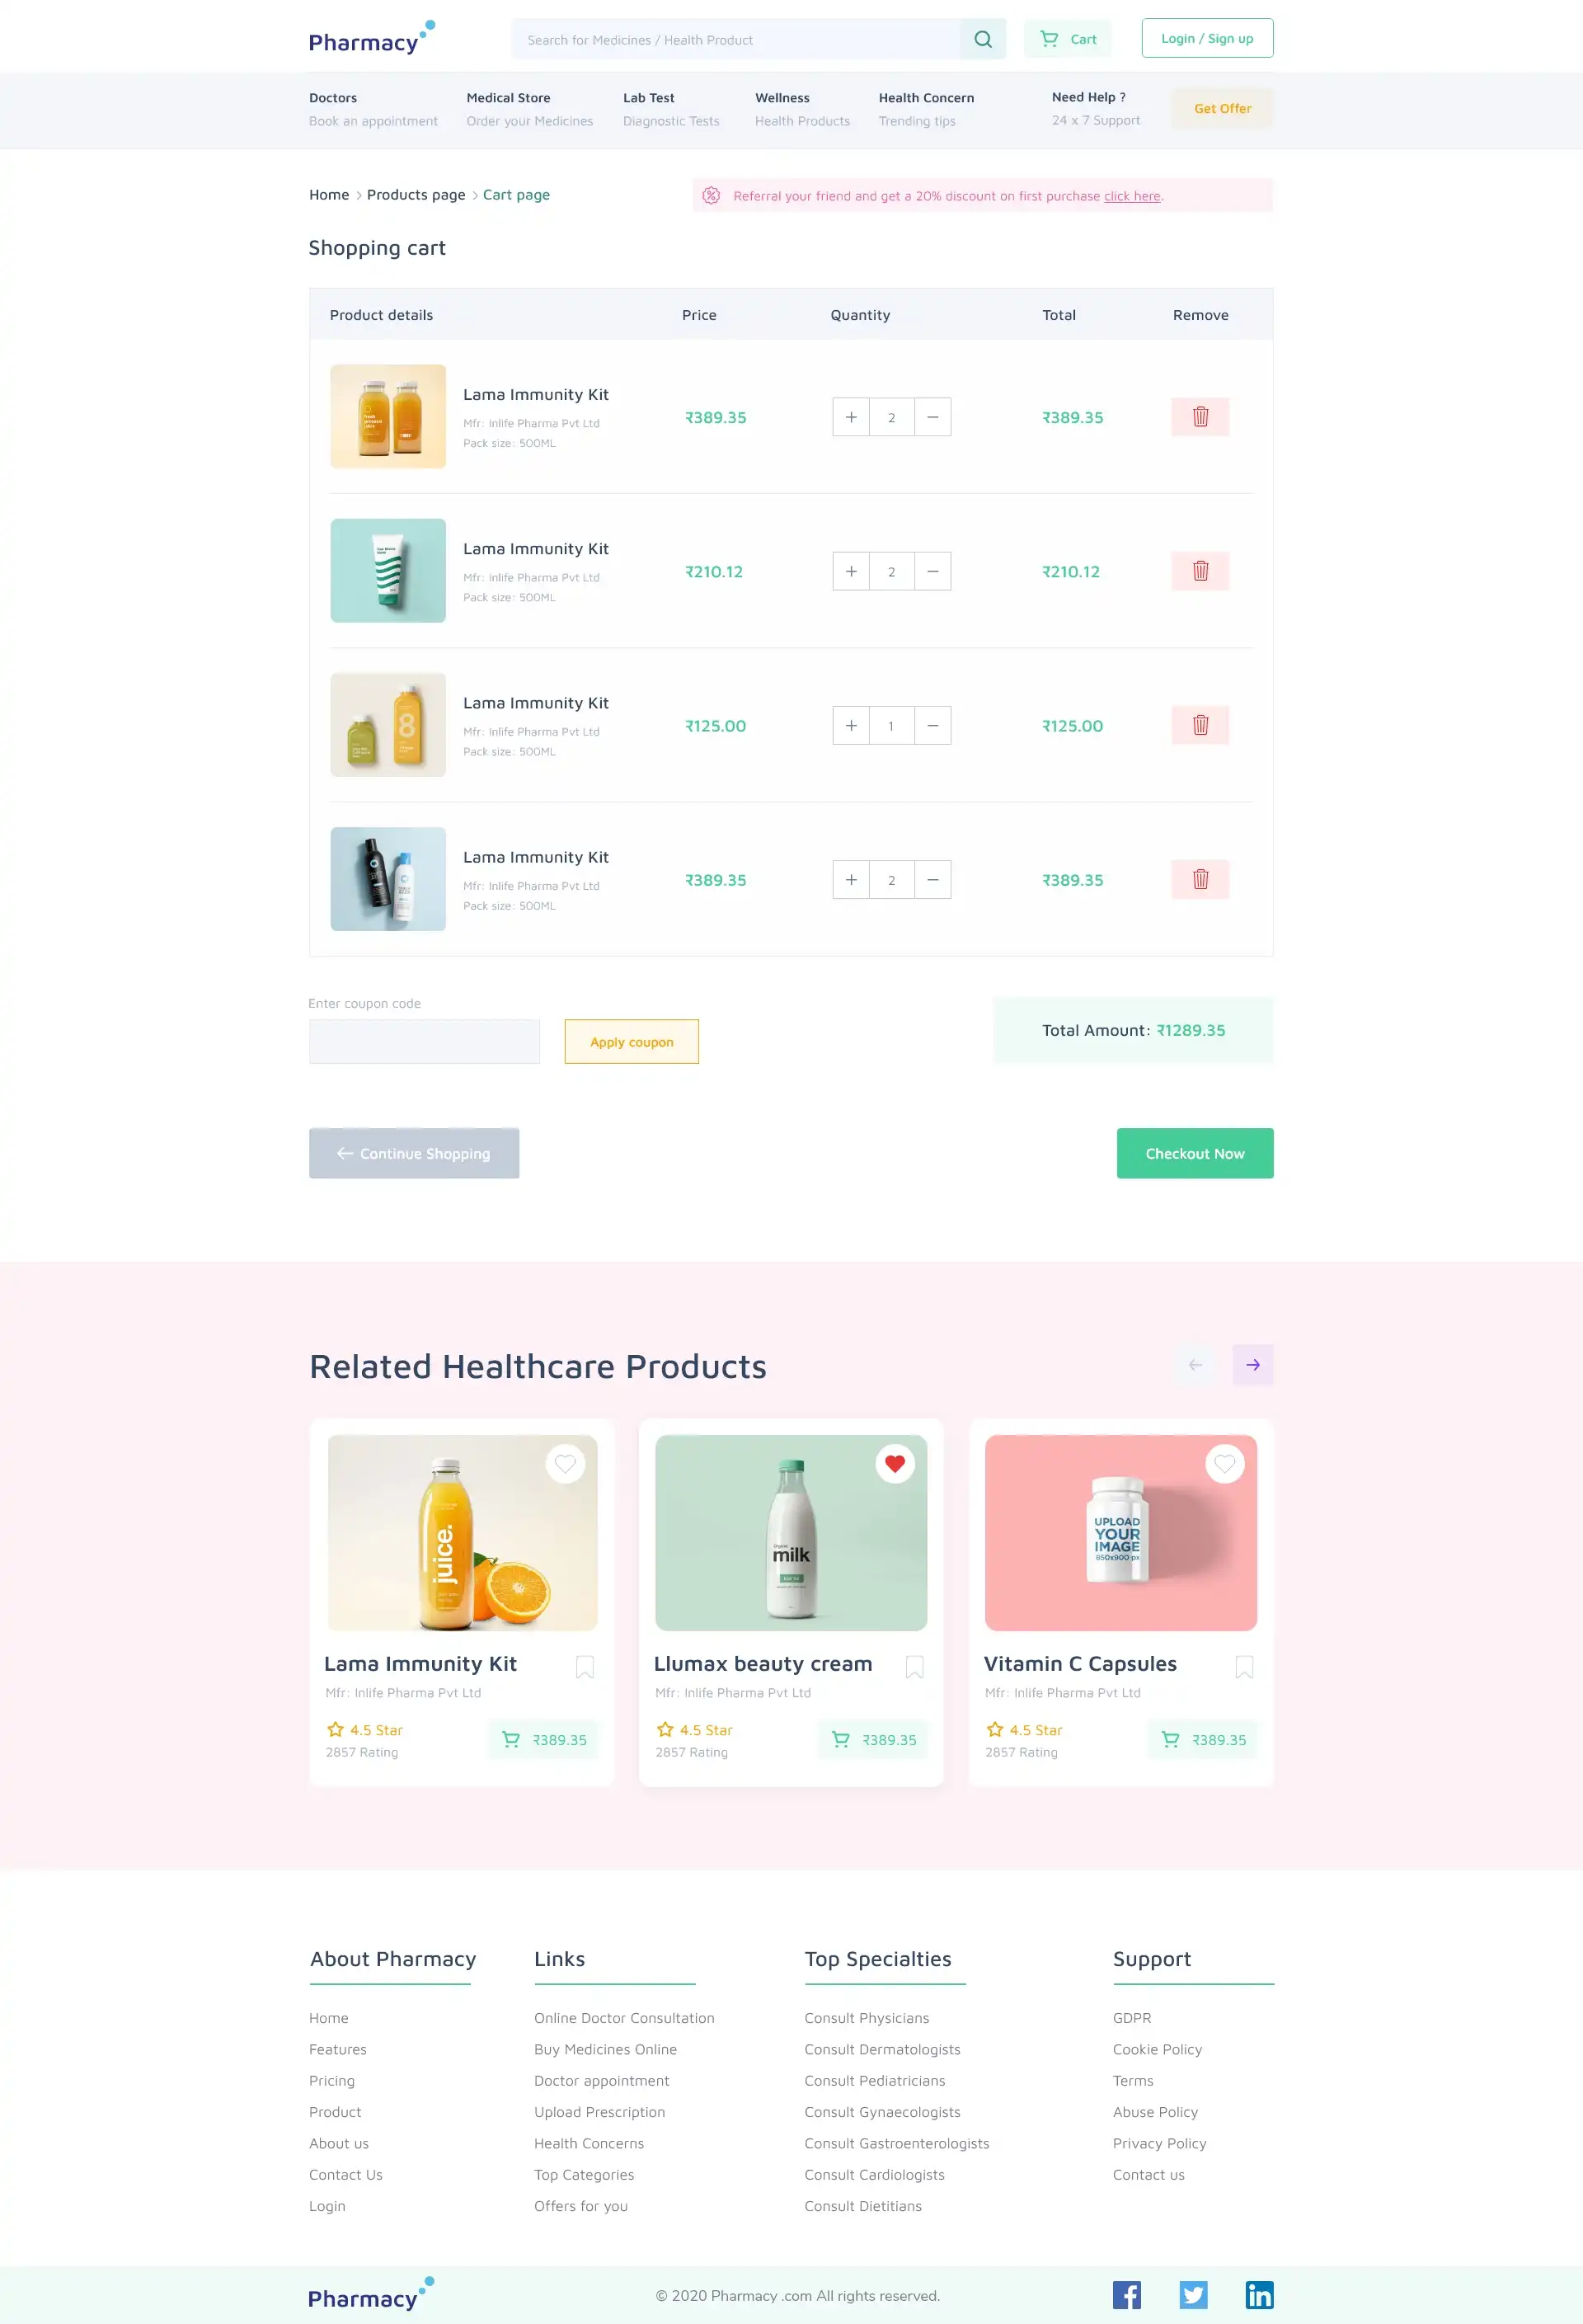 Pharmacy
Search for Medicines / Health Product
Cart
Login / Sign up
Doctors
Book an appointment
Medical Store
Order your Medicines
Lab Test
Diagnostic Tests
Wellness
Health Products
Health Concern
Trending tips
Need Help ?
24 x 7 Support
Get Offer
Home > Products page > Cart page
Referral your friend and get a 20% discount on first purchase click here.
Shopping cart
Product details Price Quantity Total Remove
Lama Immunity Kit
Mfr: Inlife Pharma Pvt Ltd
Pack size: 500ML
₹389.35 + 2 − ₹389.35
Lama Immunity Kit
Mfr: Inlife Pharma Pvt Ltd
Pack size: 500ML
₹210.12 + 2 − ₹210.12
Lama Immunity Kit
Mfr: Inlife Pharma Pvt Ltd
Pack size: 500ML
₹125.00 + 1 − ₹125.00
8
Lama Immunity Kit
Mfr: Inlife Pharma Pvt Ltd
Pack size: 500ML
₹389.35 + 2 − ₹389.35
Enter coupon code
Apply coupon
Total Amount: ₹1289.35
← Continue Shopping
Checkout Now
Related Healthcare Products
juice.
milk
UPLOAD
YOUR
IMAGE
850x900 px
Lama Immunity Kit
Mfr: Inlife Pharma Pvt Ltd
4.5 Star
2857 Rating
₹389.35
Llumax beauty cream
Mfr: Inlife Pharma Pvt Ltd
4.5 Star
2857 Rating
₹389.35
Vitamin C Capsules
Mfr: Inlife Pharma Pvt Ltd
4.5 Star
2857 Rating
₹389.35
About Pharmacy
Home
Features
Pricing
Product
About us
Contact Us
Login
Links
Online Doctor Consultation
Buy Medicines Online
Doctor appointment
Upload Prescription
Health Concerns
Top Categories
Offers for you
Top Specialties
Consult Physicians
Consult Dermatologists
Consult Pediatricians
Consult Gynaecologists
Consult Gastroenterologists
Consult Cardiologists
Consult Dietitians
Support
GDPR
Cookie Policy
Terms
Abuse Policy
Privacy Policy
Contact us
Pharmacy
© 2020 Pharmacy .com All rights reserved.
f
in